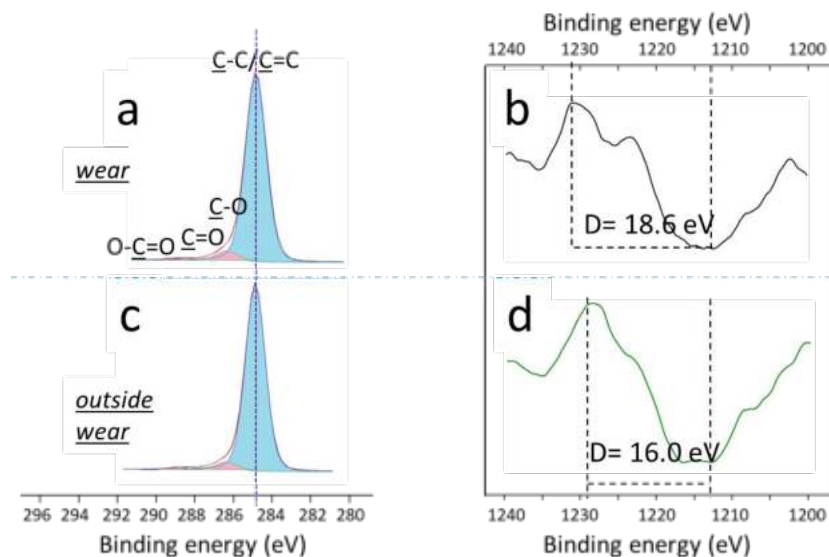 Binding energy (eV)
1240 1230 1220 1210 1200
C-C/C=C
a
b
wear
C-O
C=O
O-C=O
D= 18.6 eV
c
d
outside
wear
D= 16.0 eV
296 294 292 290 288 286 284 282 280
1240 1230 1220 1210 1200
Binding energy (eV)
Binding energy (eV)